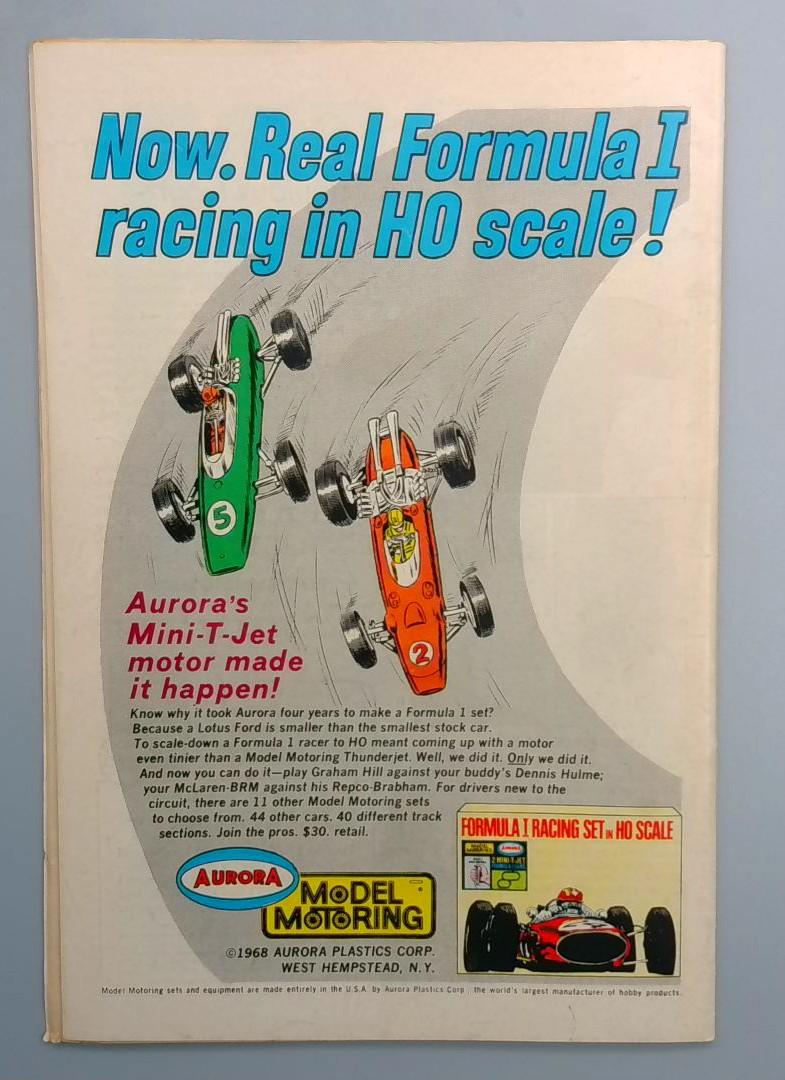 Now. Real Formula I
racing in HO scale!
5
2
Aurora's
Mini-T-Jet
motor made
it happen!
Know why it took Aurora four years to make a Formula 1 set?
Because a Lotus Ford is smaller than the smallest stock car.
To scale-down a Formula 1 racer to HO meant coming up with a motor
even tinier than a Model Motoring Thunderjet. Well, we did it. Only we did it.
And now you can do it—play Graham Hill against your buddy's Dennis Hulme;
your McLaren-BRM against his Repco-Brabham. For drivers new to the
circuit, there are 11 other Model Motoring sets
to choose from. 44 other cars. 40 different track
sections. Join the pros. $30. retail.
FORMULA I RACING SET IN HO SCALE
2 MINI-T-JET
AURORA
MODEL
MOTORING
©1968 AURORA PLASTICS CORP.
WEST HEMPSTEAD, N.Y.
Model Motoring sets and equipment are made entirely in the U.S.A. by Aurora Plastics Corp., the world's largest manufacturer of hobby products.